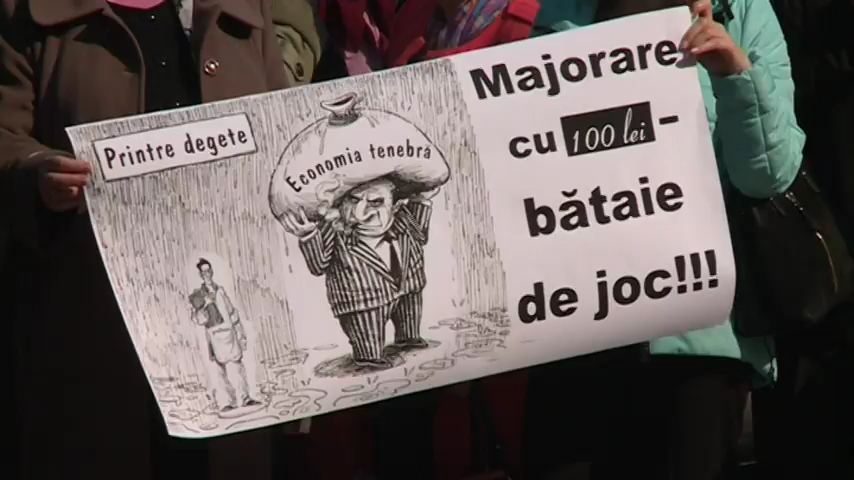 Printre degete
Economia tenebră
Majorare
cu 100 lei -
bătaie
de joc!!!